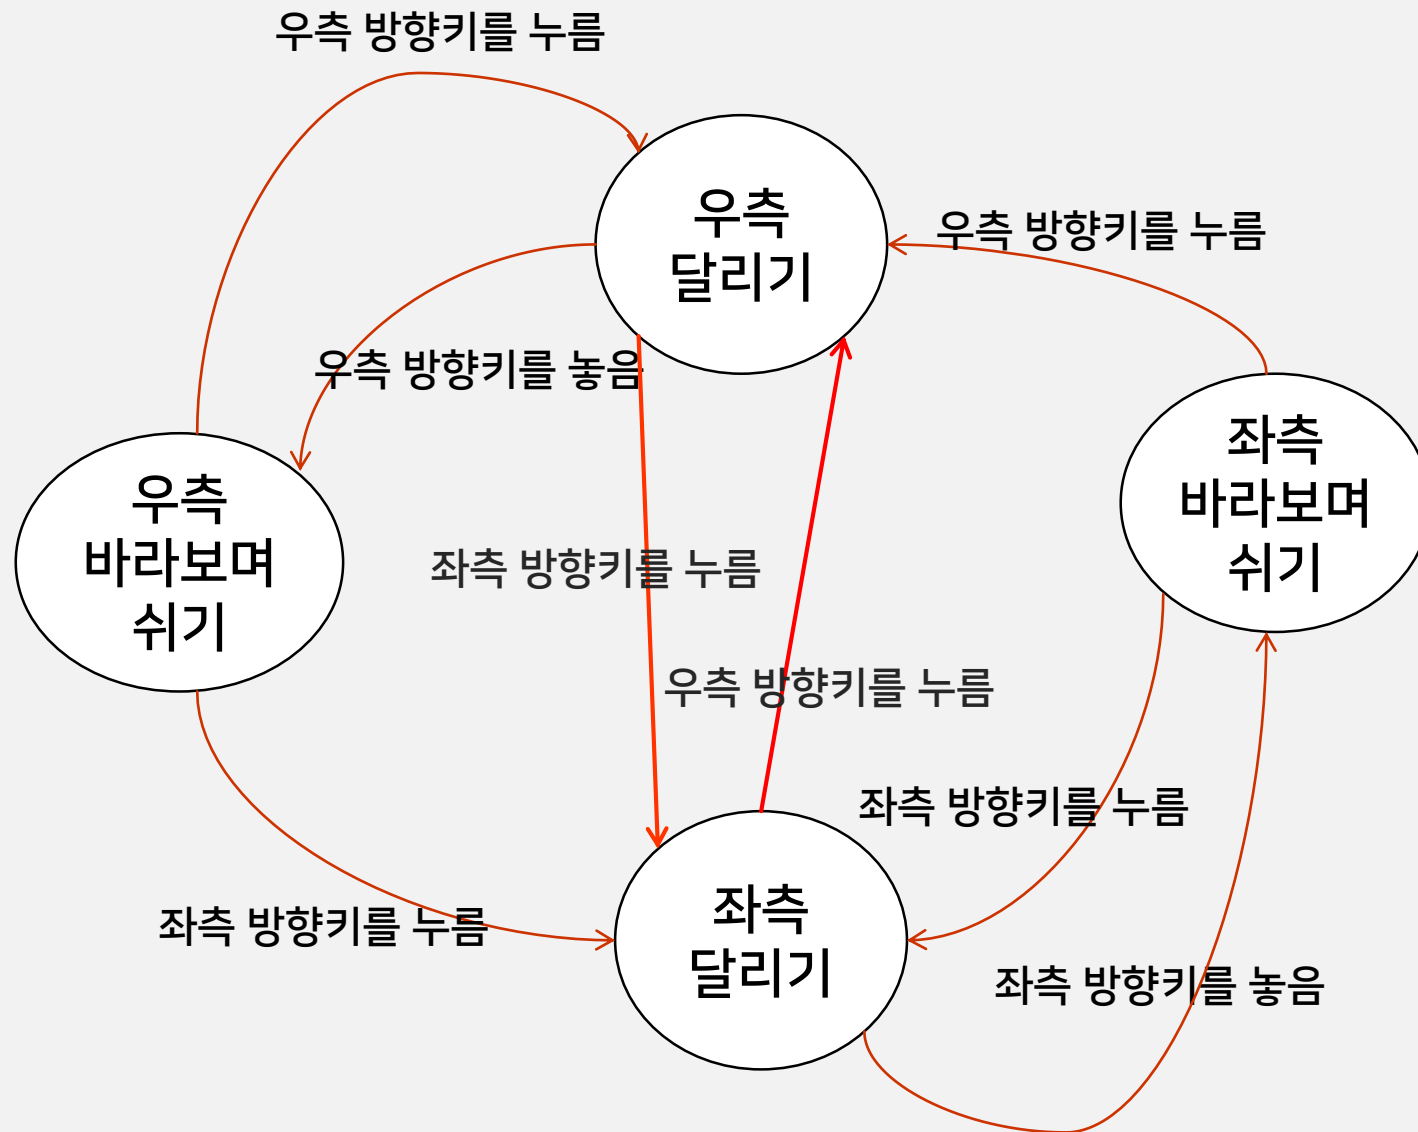 우측 방향키를 누름
우측
달리기
우측 방향키를 누름
우측 방향키를 놓음
좌측
바라보며
쉬기
우측
바라보며
쉬기
좌측 방향키를 누름
우측 방향키를 누름
좌측 방향키를 누름
좌측
달리기
좌측 방향키를 누름
좌측 방향키를 놓음